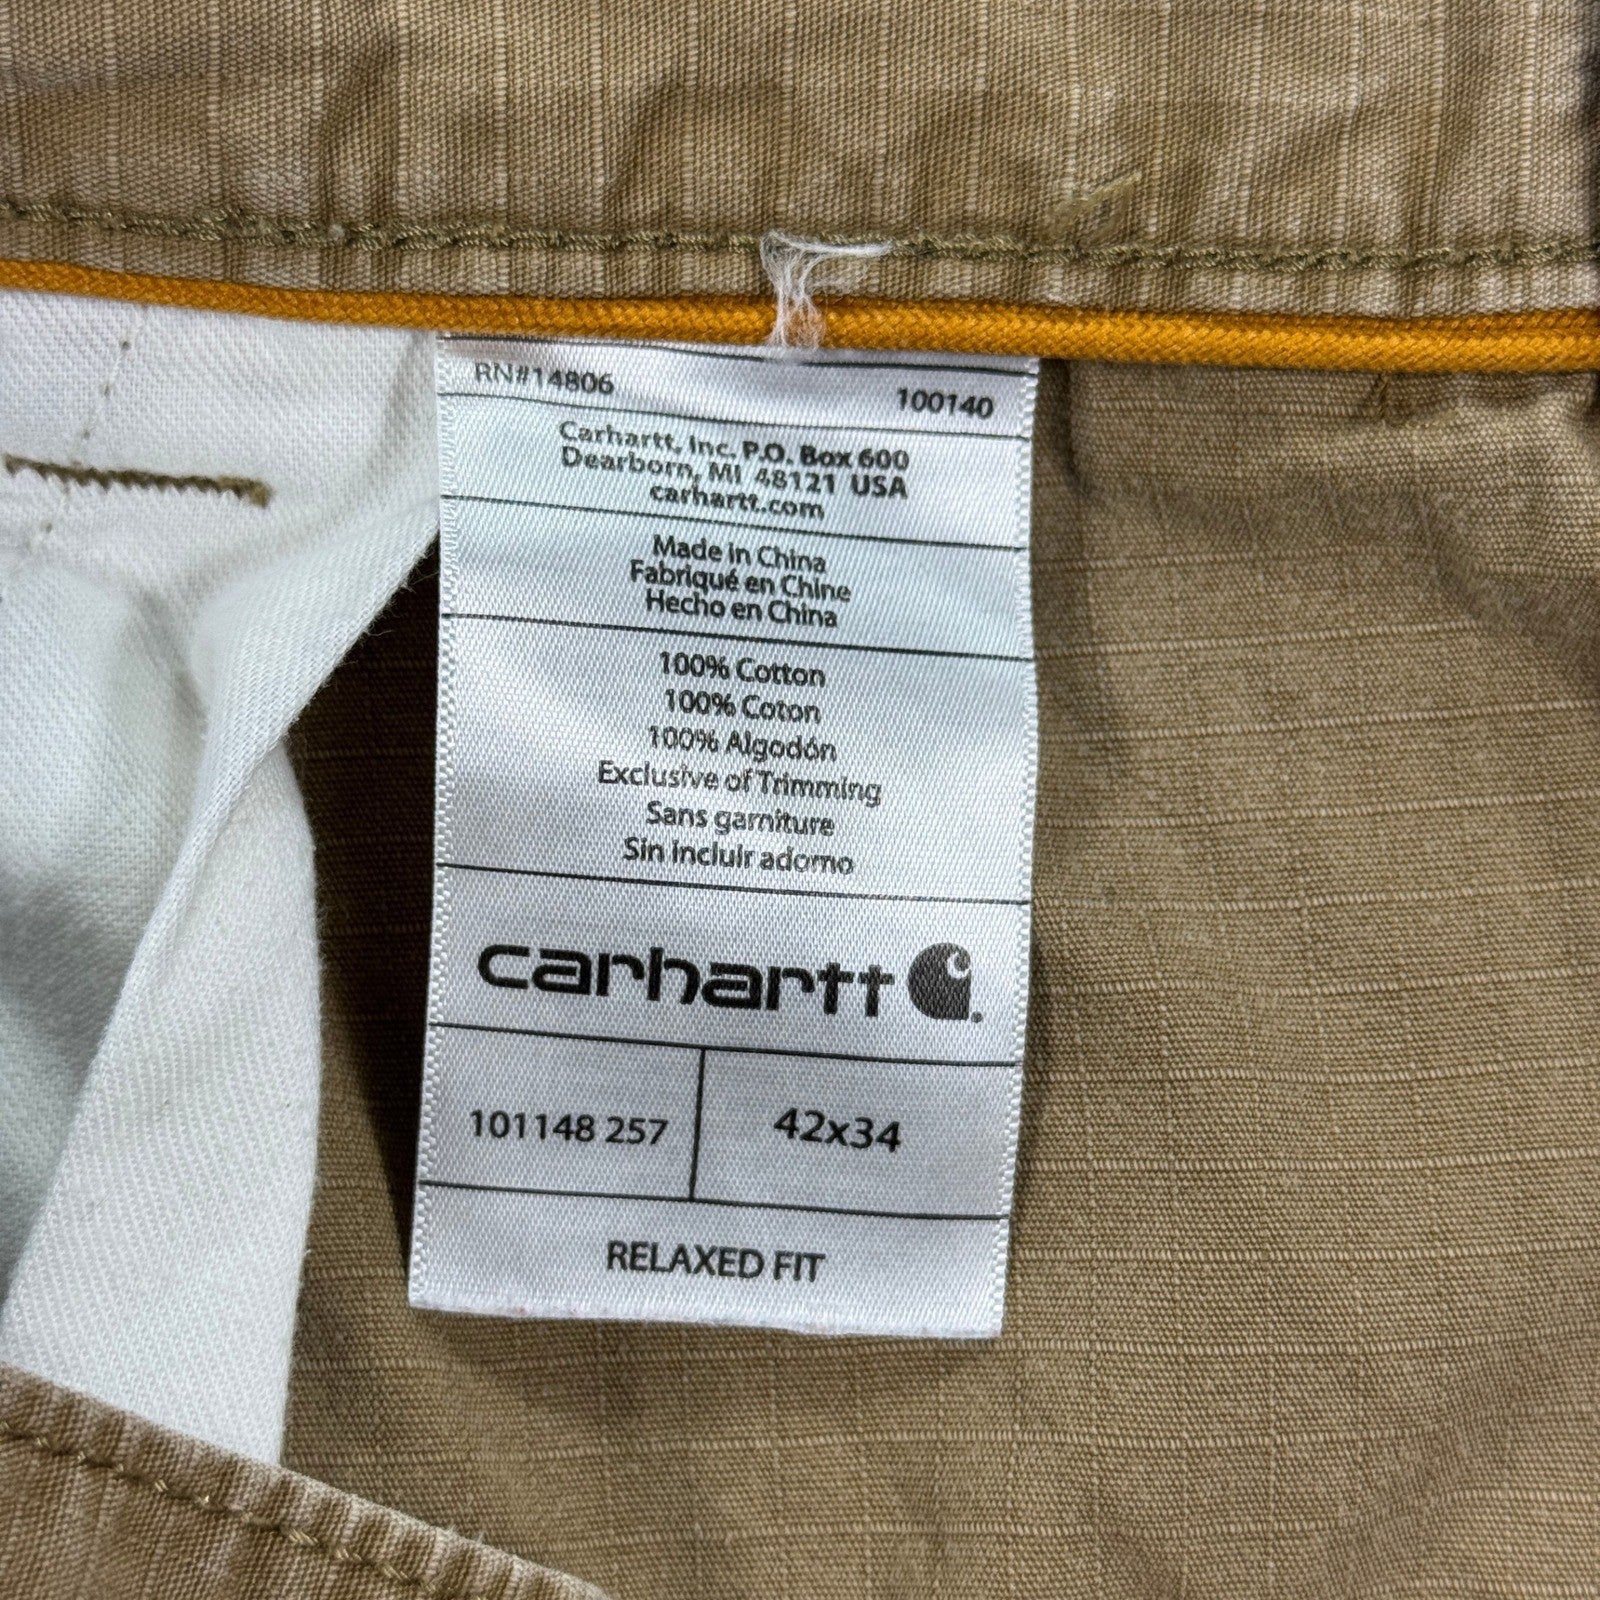 RN#14806 100140
Carhartt, Inc. P.O. Box 600
Dearborn, MI 48121 USA
carhartt.com
Made in China
Fabriqué en Chine
Hecho en China
100% Cotton
100% Coton
100% Algodón
Exclusive of Trimming
Sans garniture
Sin Incluir adorno
carhartt
101148 257 42x34
RELAXED FIT